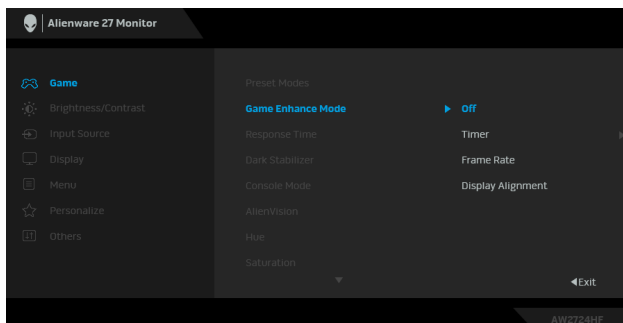 Alienware 27 Monitor
Game
Brightness/Contrast
Input Source
Display
Menu
Personalize
Others
Preset Modes
Game Enhance Mode
Response Time
Dark Stabilizer
Console Mode
AlienVision
Hue
Saturation
Off
Timer
Frame Rate
Display Alignment
Exit
AW2724HF